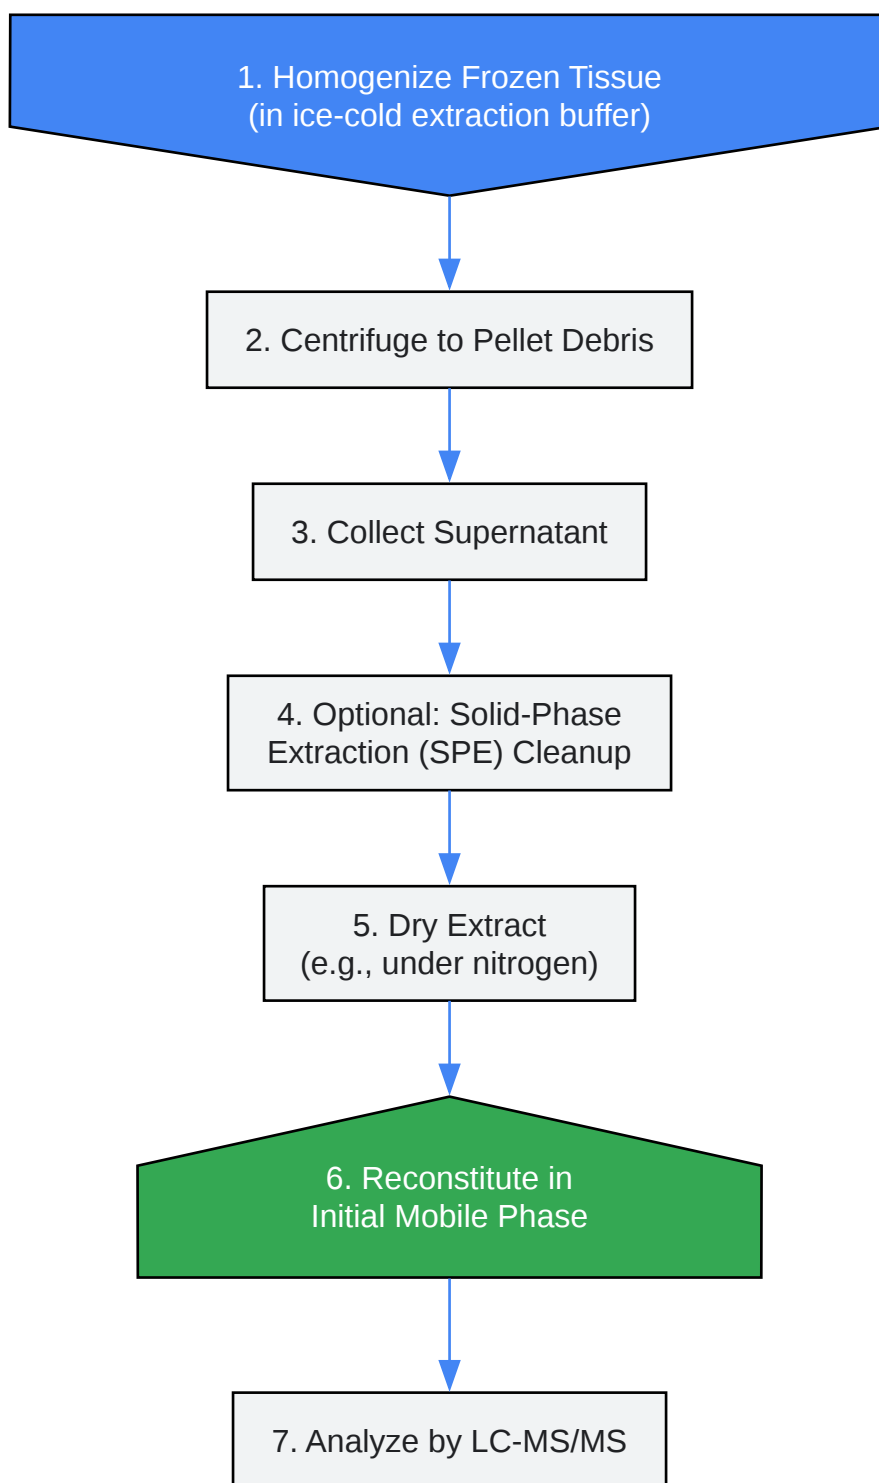 1. Homogenize Frozen Tissue
(in ice-cold extraction buffer)
2. Centrifuge to Pellet Debris
3. Collect Supernatant
4. Optional: Solid-Phase
Extraction (SPE) Cleanup
5. Dry Extract
(e.g., under nitrogen)
6. Reconstitute in
Initial Mobile Phase
7. Analyze by LC-MS/MS